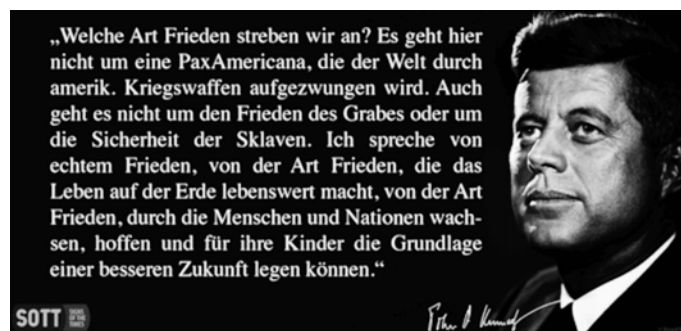 „Welche Art Frieden streben wir an? Es geht hier
nicht um eine PaxAmericana, die der Welt durch
amerik. Kriegswaffen aufgezwungen wird. Auch
geht es nicht um den Frieden des Grabes oder um
die Sicherheit der Sklaven. Ich spreche von
echtem Frieden, von der Art Frieden, die das
Leben auf der Erde lebenswert macht, von der Art
Frieden, durch die Menschen und Nationen wach-
sen, hoffen und für ihre Kinder die Grundlage
einer besseren Zukunft legen können.“
SOTT SIGNS OF THE TIMES